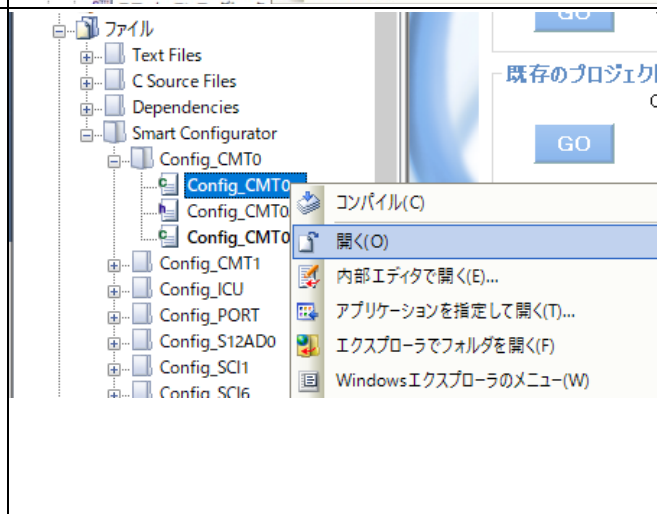 ファイル
Text Files
C Source Files
Dependencies
Smart Configurator
Config_CMT0
Config_CMT0
Config_CMT0
Config_CMT0
Config_CMT1
Config_ICU
Config_PORT
Config_S12AD0
Config_SCI1
Config_SCI6
GO
既存のプロジェク
GO
コンパイル(C)
開く(O)
内部エディタで開く(E)...
アプリケーションを指定して開く(T)...
エクスプローラでフォルダを開く(F)
Windowsエクスプローラのメニュー(W)